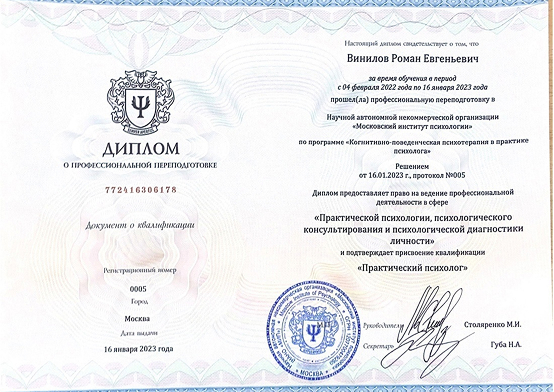 ДИПЛОМ
О ПРОФЕССИОНАЛЬНОЙ ПЕРЕПОДГОТОВКЕ
772416306178
Документ о квалификации
Регистрационный номер
0005
Город
Москва
Дата выдачи
16 января 2023 года
Настоящий диплом свидетельствует о том, что
Винилов Роман Евгеньевич
за время обучения в период
с 04 февраля 2022 года по 16 января 2023 года
прошел(ла) профессиональную переподготовку в
Научной автономной некоммерческой организации
«Московский институт психологии»
по программе «Когнитивно-поведенческая психотерапия в практике
психолога»
Решением
от 16.01.2023 г., протокол №005
Диплом предоставляет право на ведение профессиональной
деятельности в сфере
«Практической психологии, психологического
консультирования и психологической диагностики
личности»
и подтверждает присвоение квалификации
«Практический психолог»
Руководитель
Столяренко М.И.
Секретарь
Губа Н.А.
Moscow Institute of Psychology
МОСКВА